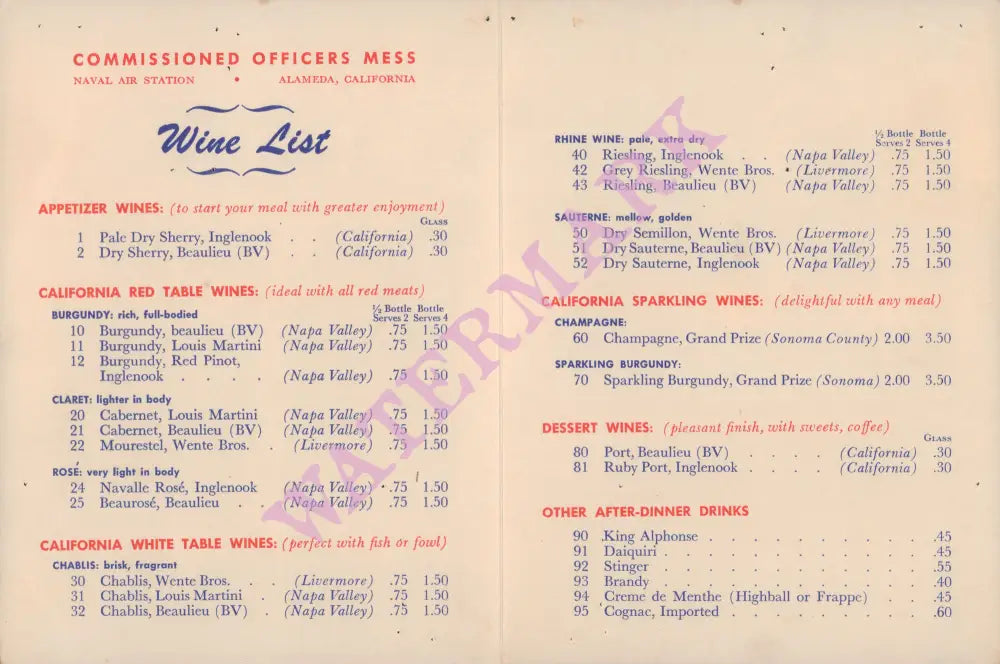 COMMISSIONED OFFICERS MESS
NAVAL AIR STATION • ALAMEDA, CALIFORNIA
Wine List
APPETIZER WINES: (to start your meal with greater enjoyment)
GLASS
1 Pale Dry Sherry, Inglenook . . (California) .30
2 Dry Sherry, Beaulieu (BV) . . (California) .30
CALIFORNIA RED TABLE WINES: (ideal with all red meats)
BURGUNDY: rich, full-bodied
½ Bottle Bottle
Serves 2 Serves 4
10 Burgundy, beaulieu (BV) (Napa Valley) .75 1.50
11 Burgundy, Louis Martini (Napa Valley) .75 1.50
12 Burgundy, Red Pinot,
Inglenook . . . . (Napa Valley) .75 1.50
CLARET: lighter in body
20 Cabernet, Louis Martini (Napa Valley) .75 1.50
21 Cabernet, Beaulieu (BV) (Napa Valley) .75 1.50
22 Mourestel, Wente Bros. . (Livermore) .75 1.50
ROSÉ: very light in body
24 Navalle Rosé, Inglenook (Napa Valley) .75 1.50
25 Beaurosé, Beaulieu . . (Napa Valley) .75 1.50
CALIFORNIA WHITE TABLE WINES: (perfect with fish or fowl)
CHABLIS: brisk, fragrant
30 Chablis, Wente Bros. . . (Livermore) .75 1.50
31 Chablis, Louis Martini . (Napa Valley) .75 1.50
32 Chablis, Beaulieu (BV) . (Napa Valley) .75 1.50
½ Bottle Bottle
RHINE WINE: pale, extra dry Serves 2 Serves 4
40 Riesling, Inglenook . . (Napa Valley) .75 1.50
42 Grey Riesling, Wente Bros. . (Livermore) .75 1.50
43 Riesling, Beaulieu (BV) (Napa Valley) .75 1.50
SAUTERNE: mellow, golden
50 Dry Semillon, Wente Bros. (Livermore) .75 1.50
51 Dry Sauterne, Beaulieu (BV) (Napa Valley) .75 1.50
52 Dry Sauterne, Inglenook (Napa Valley) .75 1.50
CALIFORNIA SPARKLING WINES: (delightful with any meal)
CHAMPAGNE:
60 Champagne, Grand Prize (Sonoma County) 2.00 3.50
SPARKLING BURGUNDY:
70 Sparkling Burgundy, Grand Prize (Sonoma) 2.00 3.50
DESSERT WINES: (pleasant finish, with sweets, coffee)
GLASS
80 Port, Beaulieu (BV) . . . . (California) .30
81 Ruby Port, Inglenook . . . . (California) .30
OTHER AFTER-DINNER DRINKS
90 King Alphonse . . . . . . . . . . .45
91 Daiquiri . . . . . . . . . . . .45
92 Stinger . . . . . . . . . . . .55
93 Brandy . . . . . . . . . . . .40
94 Creme de Menthe (Highball or Frappe) . . .45
95 Cognac, Imported . . . . . . . . . .60
WATERMARK